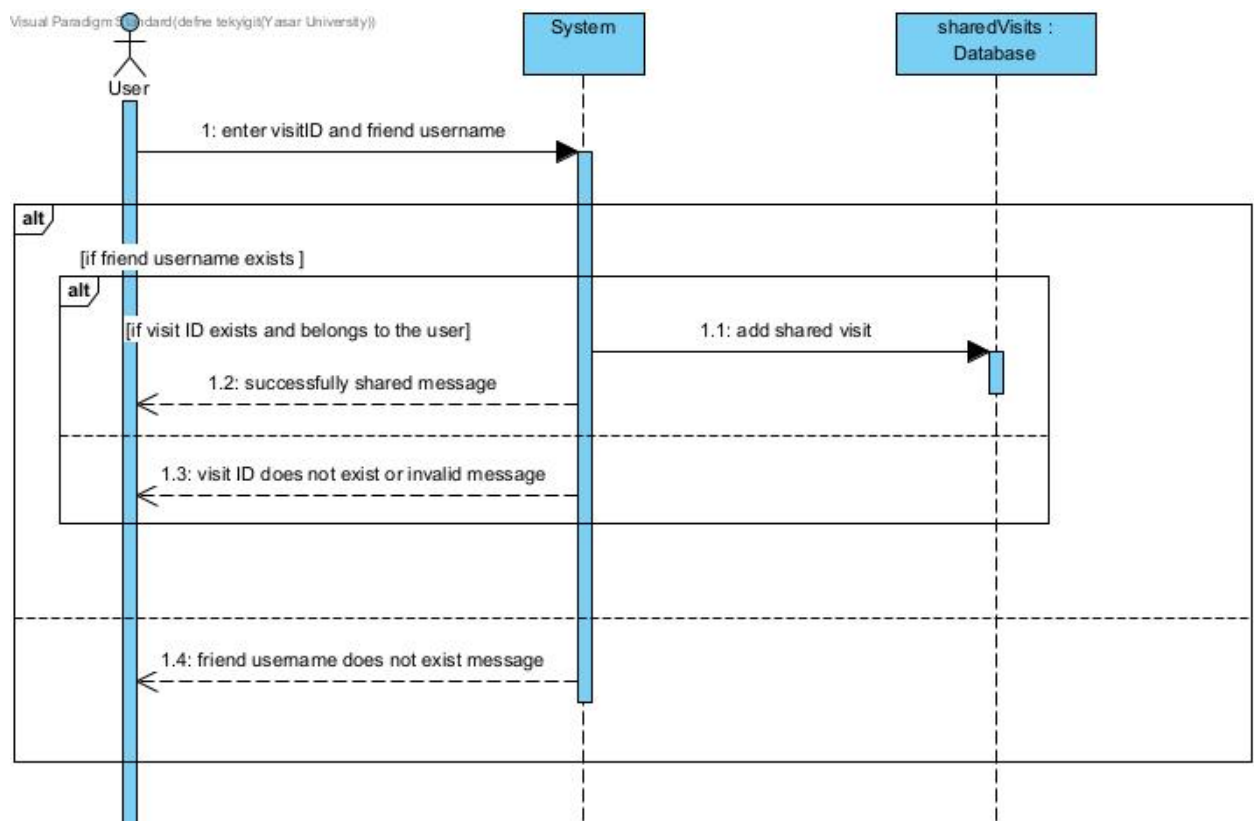 Visual Paradigm Standard(defne tekyigit(Yasar University))
User
System
sharedVisits :
Database
1: enter visitID and friend username
alt
[if friend username exists ]
alt
[if visit ID exists and belongs to the user]
1.1: add shared visit
1.2: successfully shared message
1.3: visit ID does not exist or invalid message
1.4: friend username does not exist message